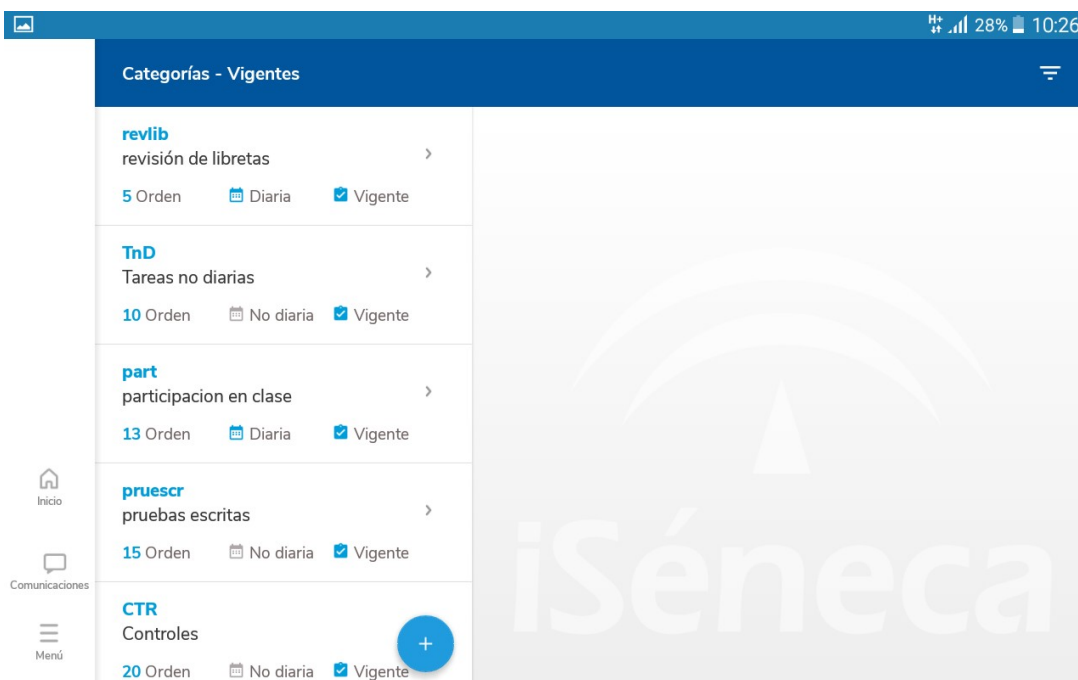 H+ 28% 10:26
Categorías - Vigentes
revlib
revisión de libretas
5 Orden Diaria Vigente
TnD
Tareas no diarias
10 Orden No diaria Vigente
part
participacion en clase
13 Orden Diaria Vigente
pruescr
pruebas escritas
15 Orden No diaria Vigente
CTR
Controles
20 Orden No diaria Vigente
+
Inicio
Comunicaciones
Menú
iSéneca